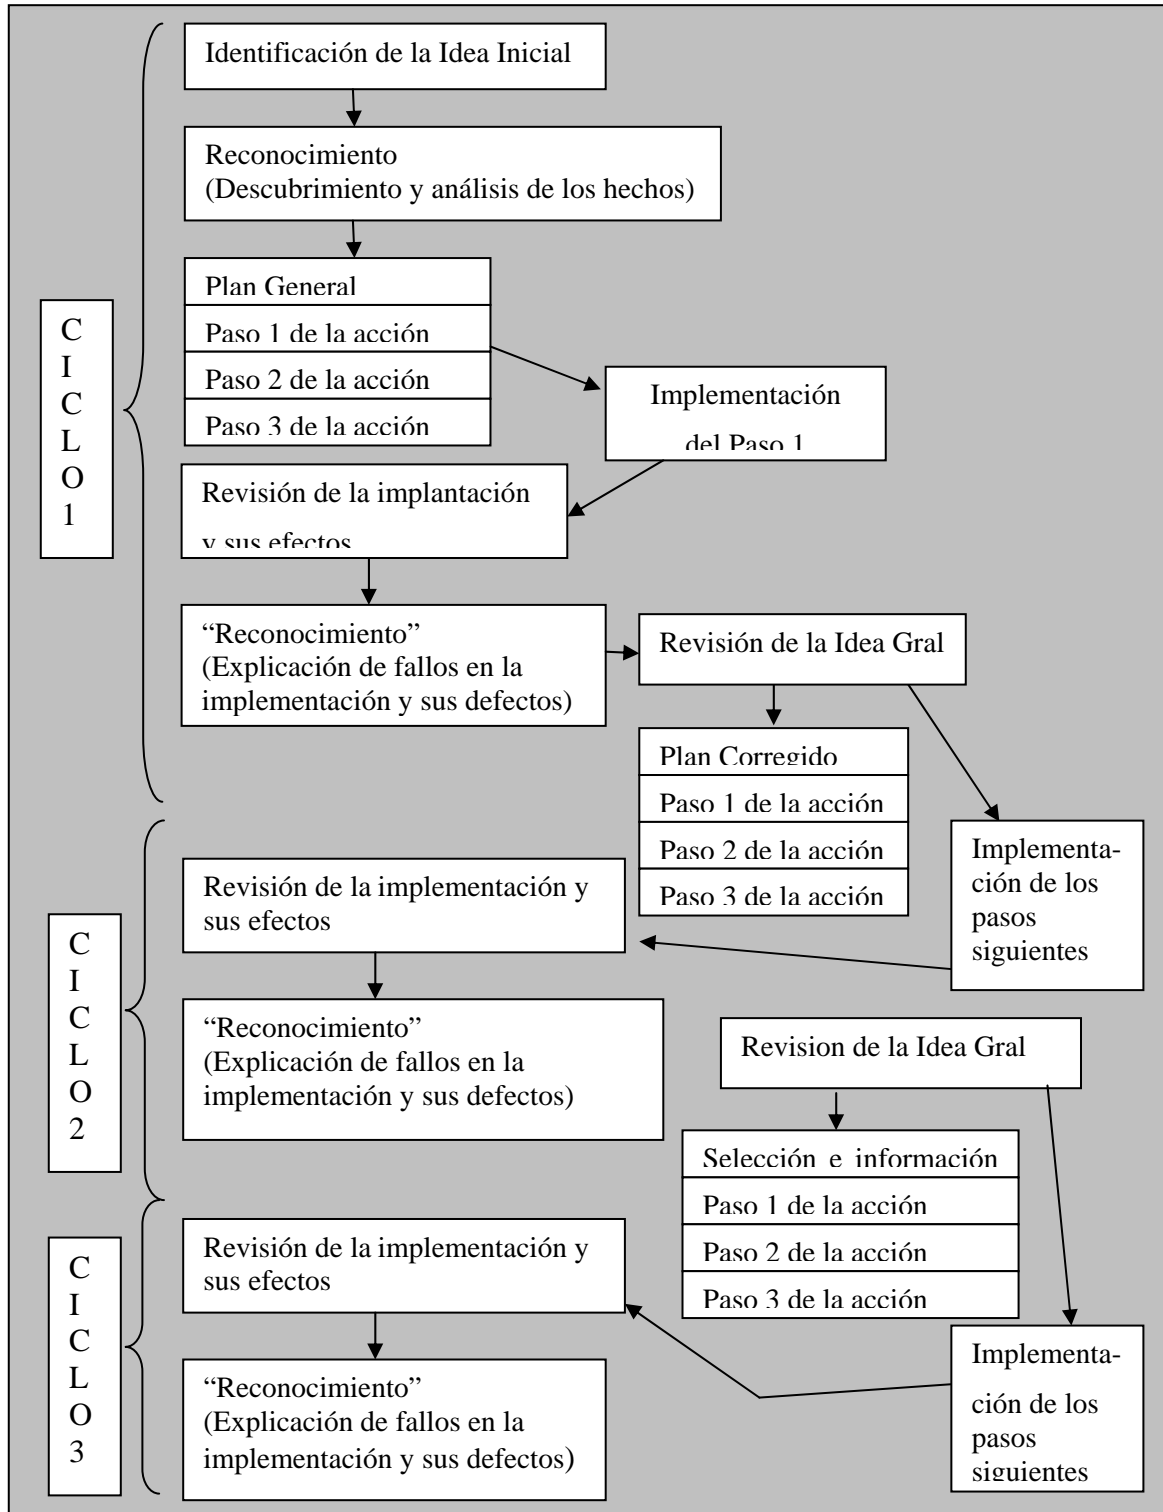 Identificación de la Idea Inicial
Reconocimiento
(Descubrimiento y análisis de los hechos)
Plan General
Paso 1 de la acción
Paso 2 de la acción
Paso 3 de la acción
Implementación
del Paso 1
C
I
C
L
O
1
Revisión de la implantación
y sus efectos
“Reconocimiento”
(Explicación de fallos en la
implementación y sus defectos)
Revisión de la Idea Gral
Plan Corregido
Paso 1 de la acción
Paso 2 de la acción
Paso 3 de la acción
Implementa-
ción de los
pasos
siguientes
C
I
C
L
O
2
Revisión de la implementación y
sus efectos
“Reconocimiento”
(Explicación de fallos en la
implementación y sus defectos)
Revision de la Idea Gral
Selección e información
Paso 1 de la acción
Paso 2 de la acción
Paso 3 de la acción
C
I
C
L
O
3
Revisión de la implementación y
sus efectos
“Reconocimiento”
(Explicación de fallos en la
implementación y sus defectos)
Implementa-
ción de los
pasos
siguientes